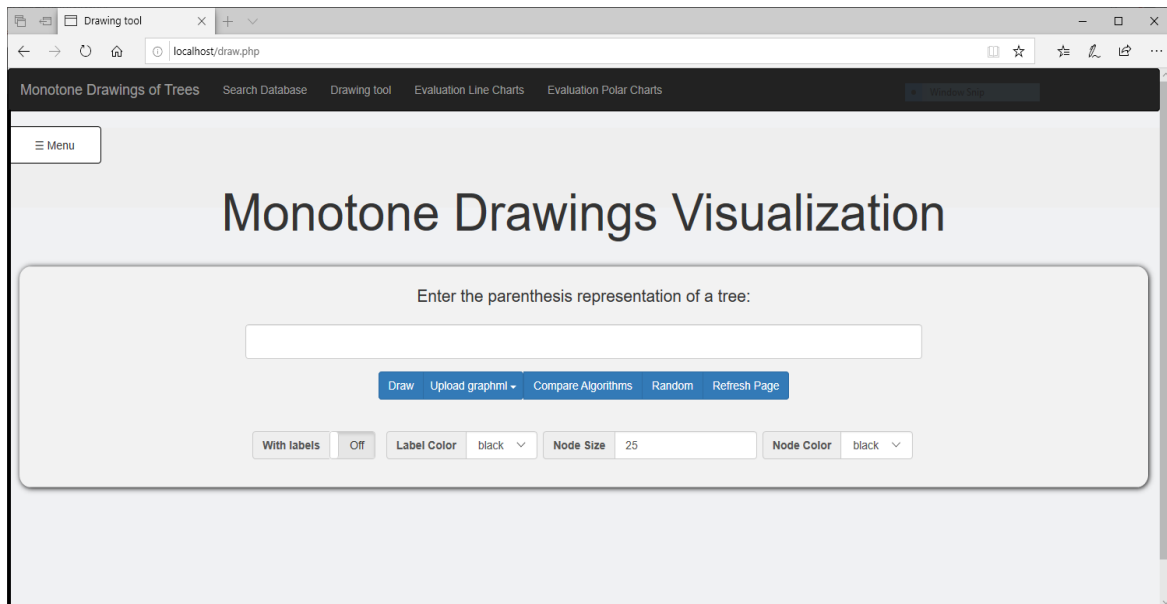 Drawing tool
localhost/draw.php
Monotone Drawings of Trees Search Database Drawing tool Evaluation Line Charts Evaluation Polar Charts Window Snip
☰ Menu
Monotone Drawings Visualization
Enter the parenthesis representation of a tree:
Draw Upload graphml Compare Algorithms Random Refresh Page
With labels Off Label Color black Node Size 25 Node Color black